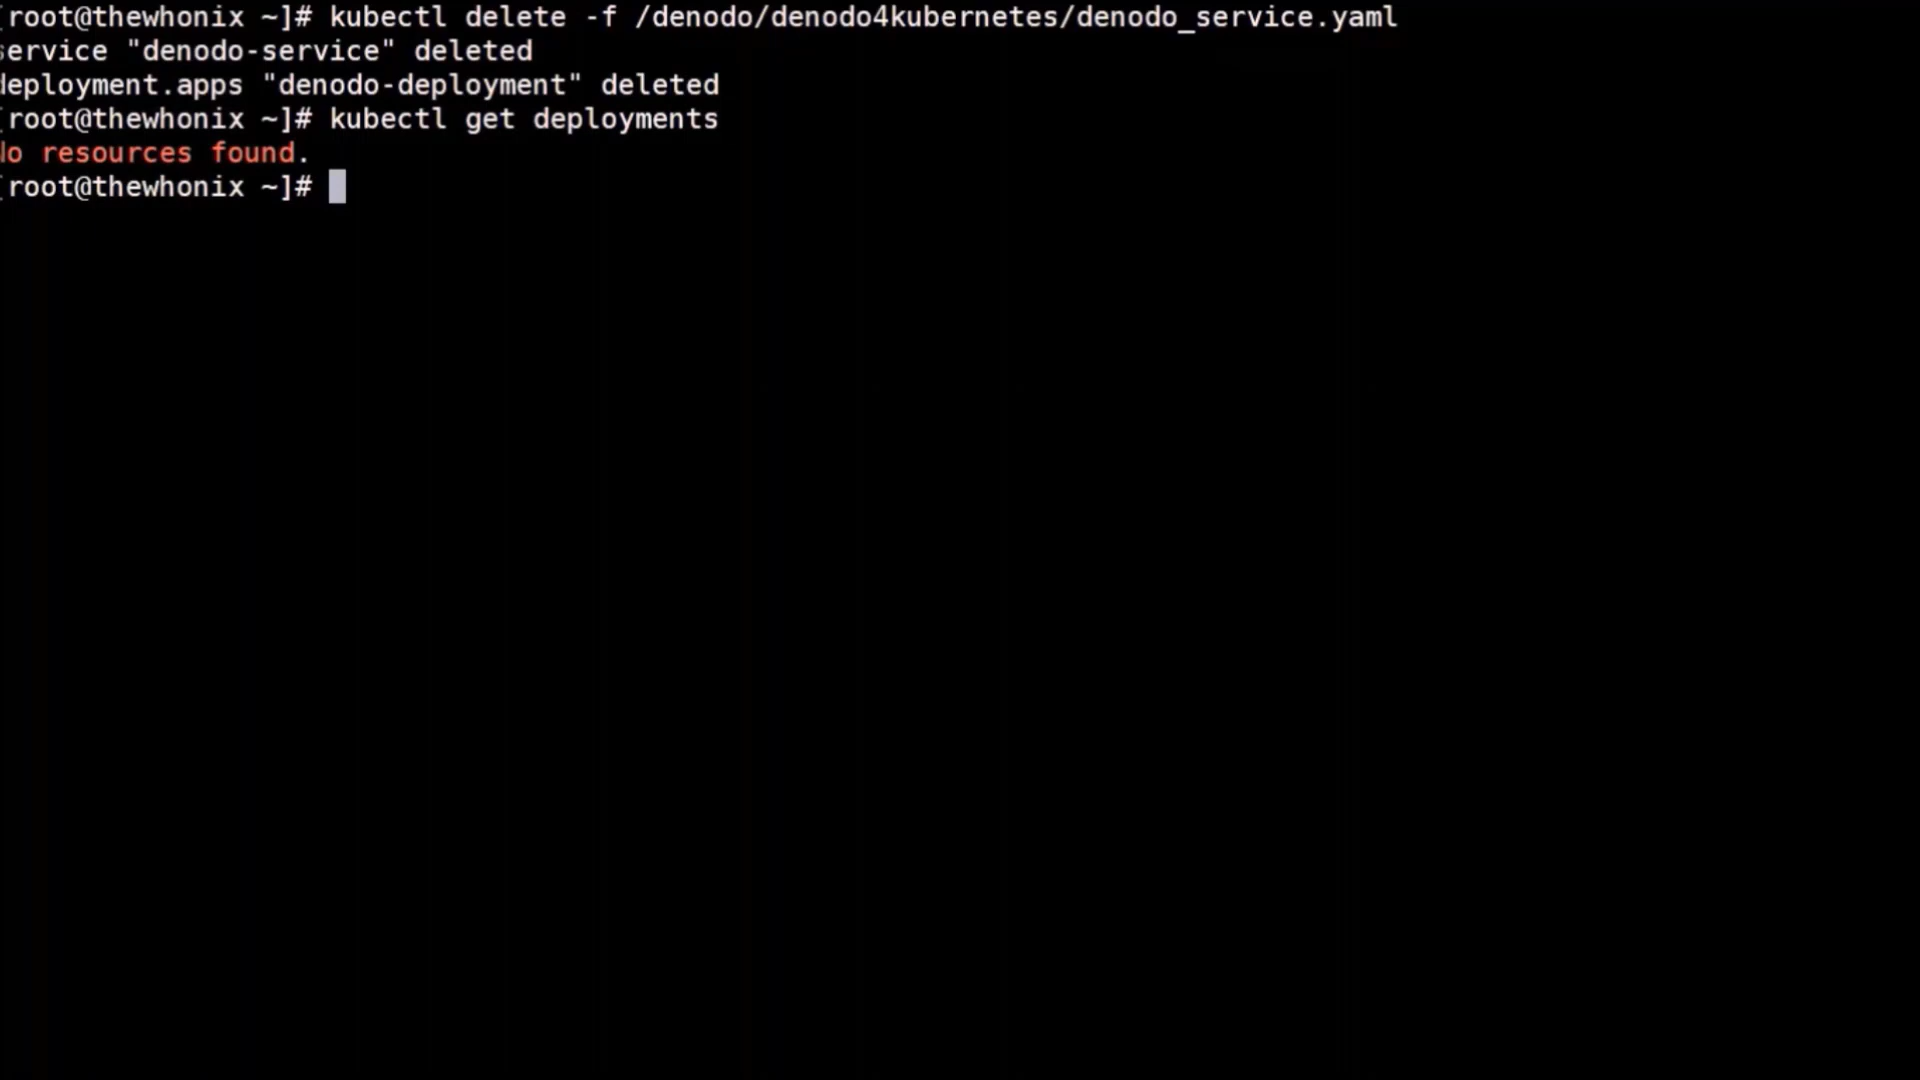 [root@thewhonix ~]# kubectl delete -f /denodo/denodo4kubernetes/denodo_service.yaml
service "denodo-service" deleted
deployment.apps "denodo-deployment" deleted
[root@thewhonix ~]# kubectl get deployments
No resources found.
[root@thewhonix ~]#